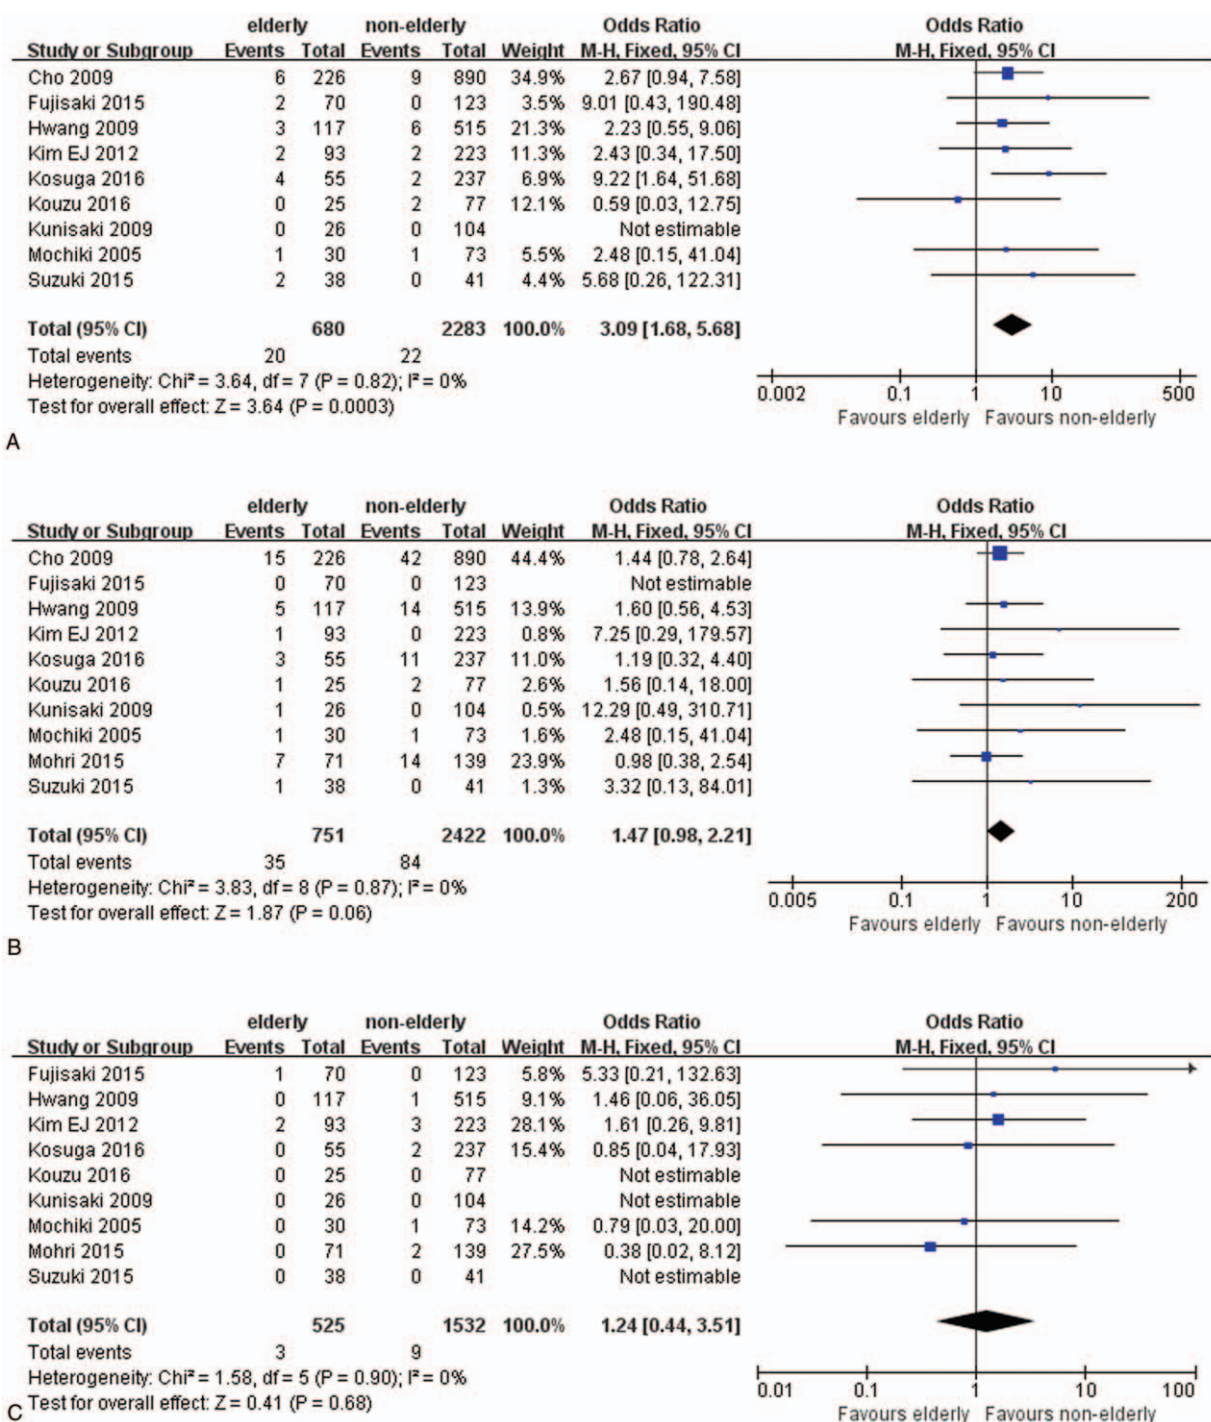 elderly non-elderly Odds Ratio Odds Ratio
Study or Subgroup Events Total Events Total Weight M-H, Fixed, 95% CI M-H, Fixed, 95% CI
Cho 2009 6 226 9 890 34.9% 2.67 [0.94, 7.58]
Fujisaki 2015 2 70 0 123 3.5% 9.01 [0.43, 190.48]
Hwang 2009 3 117 6 515 21.3% 2.23 [0.55, 9.06]
Kim EJ 2012 2 93 2 223 11.3% 2.43 [0.34, 17.50]
Kosuga 2016 4 55 2 237 6.9% 9.22 [1.64, 51.68]
Kouzu 2016 0 25 2 77 12.1% 0.59 [0.03, 12.75]
Kunisaki 2009 0 26 0 104 Not estimable
Mochiki 2005 1 30 1 73 5.5% 2.48 [0.15, 41.04]
Suzuki 2015 2 38 0 41 4.4% 5.68 [0.26, 122.31]
Total (95% CI) 680 2283 100.0% 3.09 [1.68, 5.68]
Total events 20 22
Heterogeneity: Chi² = 3.64, df = 7 (P = 0.82); I² = 0%
Test for overall effect: Z = 3.64 (P = 0.0003)
0.002 0.1 1 10 500
Favours elderly Favours non-elderly
A
elderly non-elderly Odds Ratio Odds Ratio
Study or Subgroup Events Total Events Total Weight M-H, Fixed, 95% CI M-H, Fixed, 95% CI
Cho 2009 15 226 42 890 44.4% 1.44 [0.78, 2.64]
Fujisaki 2015 0 70 0 123 Not estimable
Hwang 2009 5 117 14 515 13.9% 1.60 [0.56, 4.53]
Kim EJ 2012 1 93 0 223 0.8% 7.25 [0.29, 179.57]
Kosuga 2016 3 55 11 237 11.0% 1.19 [0.32, 4.40]
Kouzu 2016 1 25 2 77 2.6% 1.56 [0.14, 18.00]
Kunisaki 2009 1 26 0 104 0.5% 12.29 [0.49, 310.71]
Mochiki 2005 1 30 1 73 1.6% 2.48 [0.15, 41.04]
Mohri 2015 7 71 14 139 23.9% 0.98 [0.38, 2.54]
Suzuki 2015 1 38 0 41 1.3% 3.32 [0.13, 84.01]
Total (95% CI) 751 2422 100.0% 1.47 [0.98, 2.21]
Total events 35 84
Heterogeneity: Chi² = 3.83, df = 8 (P = 0.87); I² = 0%
Test for overall effect: Z = 1.87 (P = 0.06)
0.005 0.1 1 10 200
Favours elderly Favours non-elderly
B
elderly non-elderly Odds Ratio Odds Ratio
Study or Subgroup Events Total Events Total Weight M-H, Fixed, 95% CI M-H, Fixed, 95% CI
Fujisaki 2015 1 70 0 123 5.8% 5.33 [0.21, 132.63]
Hwang 2009 0 117 1 515 9.1% 1.46 [0.06, 36.05]
Kim EJ 2012 2 93 3 223 28.1% 1.61 [0.26, 9.81]
Kosuga 2016 0 55 2 237 15.4% 0.85 [0.04, 17.93]
Kouzu 2016 0 25 0 77 Not estimable
Kunisaki 2009 0 26 0 104 Not estimable
Mochiki 2005 0 30 1 73 14.2% 0.79 [0.03, 20.00]
Mohri 2015 0 71 2 139 27.5% 0.38 [0.02, 8.12]
Suzuki 2015 0 38 0 41 Not estimable
Total (95% CI) 525 1532 100.0% 1.24 [0.44, 3.51]
Total events 3 9
Heterogeneity: Chi² = 1.58, df = 5 (P = 0.90); I² = 0%
Test for overall effect: Z = 0.41 (P = 0.68)
0.01 0.1 1 10 100
Favours elderly Favours non-elderly
C